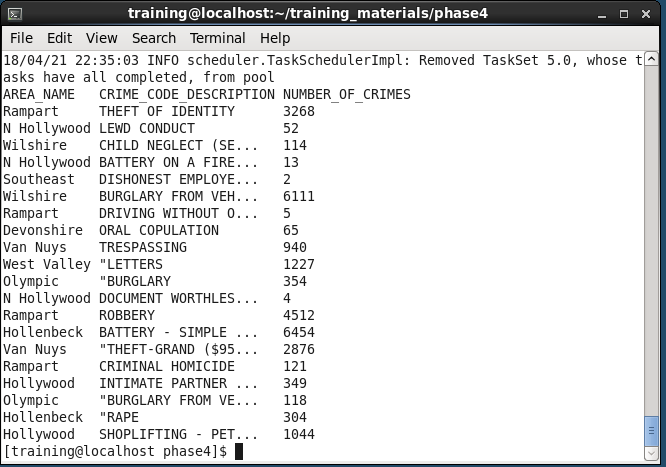 training@localhost:~/training_materials/phase4
File Edit View Search Terminal Help
18/04/21 22:35:03 INFO scheduler.TaskSchedulerImpl: Removed TaskSet 5.0, whose t
asks have all completed, from pool
AREA_NAME   CRIME_CODE_DESCRIPTION NUMBER_OF_CRIMES
Rampart     THEFT OF IDENTITY      3268
N Hollywood LEWD CONDUCT           52
Wilshire    CHILD NEGLECT (SE...   114
N Hollywood BATTERY ON A FIRE...   13
Southeast   DISHONEST EMPLOYE...   2
Wilshire    BURGLARY FROM VEH...   6111
Rampart     DRIVING WITHOUT O...   5
Devonshire  ORAL COPULATION        65
Van Nuys    TRESPASSING            940
West Valley "LETTERS               1227
Olympic     "BURGLARY              354
N Hollywood DOCUMENT WORTHLES...   4
Rampart     ROBBERY                4512
Hollenbeck  BATTERY - SIMPLE ...   6454
Van Nuys    "THEFT-GRAND ($95...   2876
Rampart     CRIMINAL HOMICIDE      121
Hollywood   INTIMATE PARTNER ...   349
Olympic     "BURGLARY FROM VE...   118
Hollenbeck  "RAPE                  304
Hollywood   SHOPLIFTING - PET...   1044
[training@localhost phase4]$